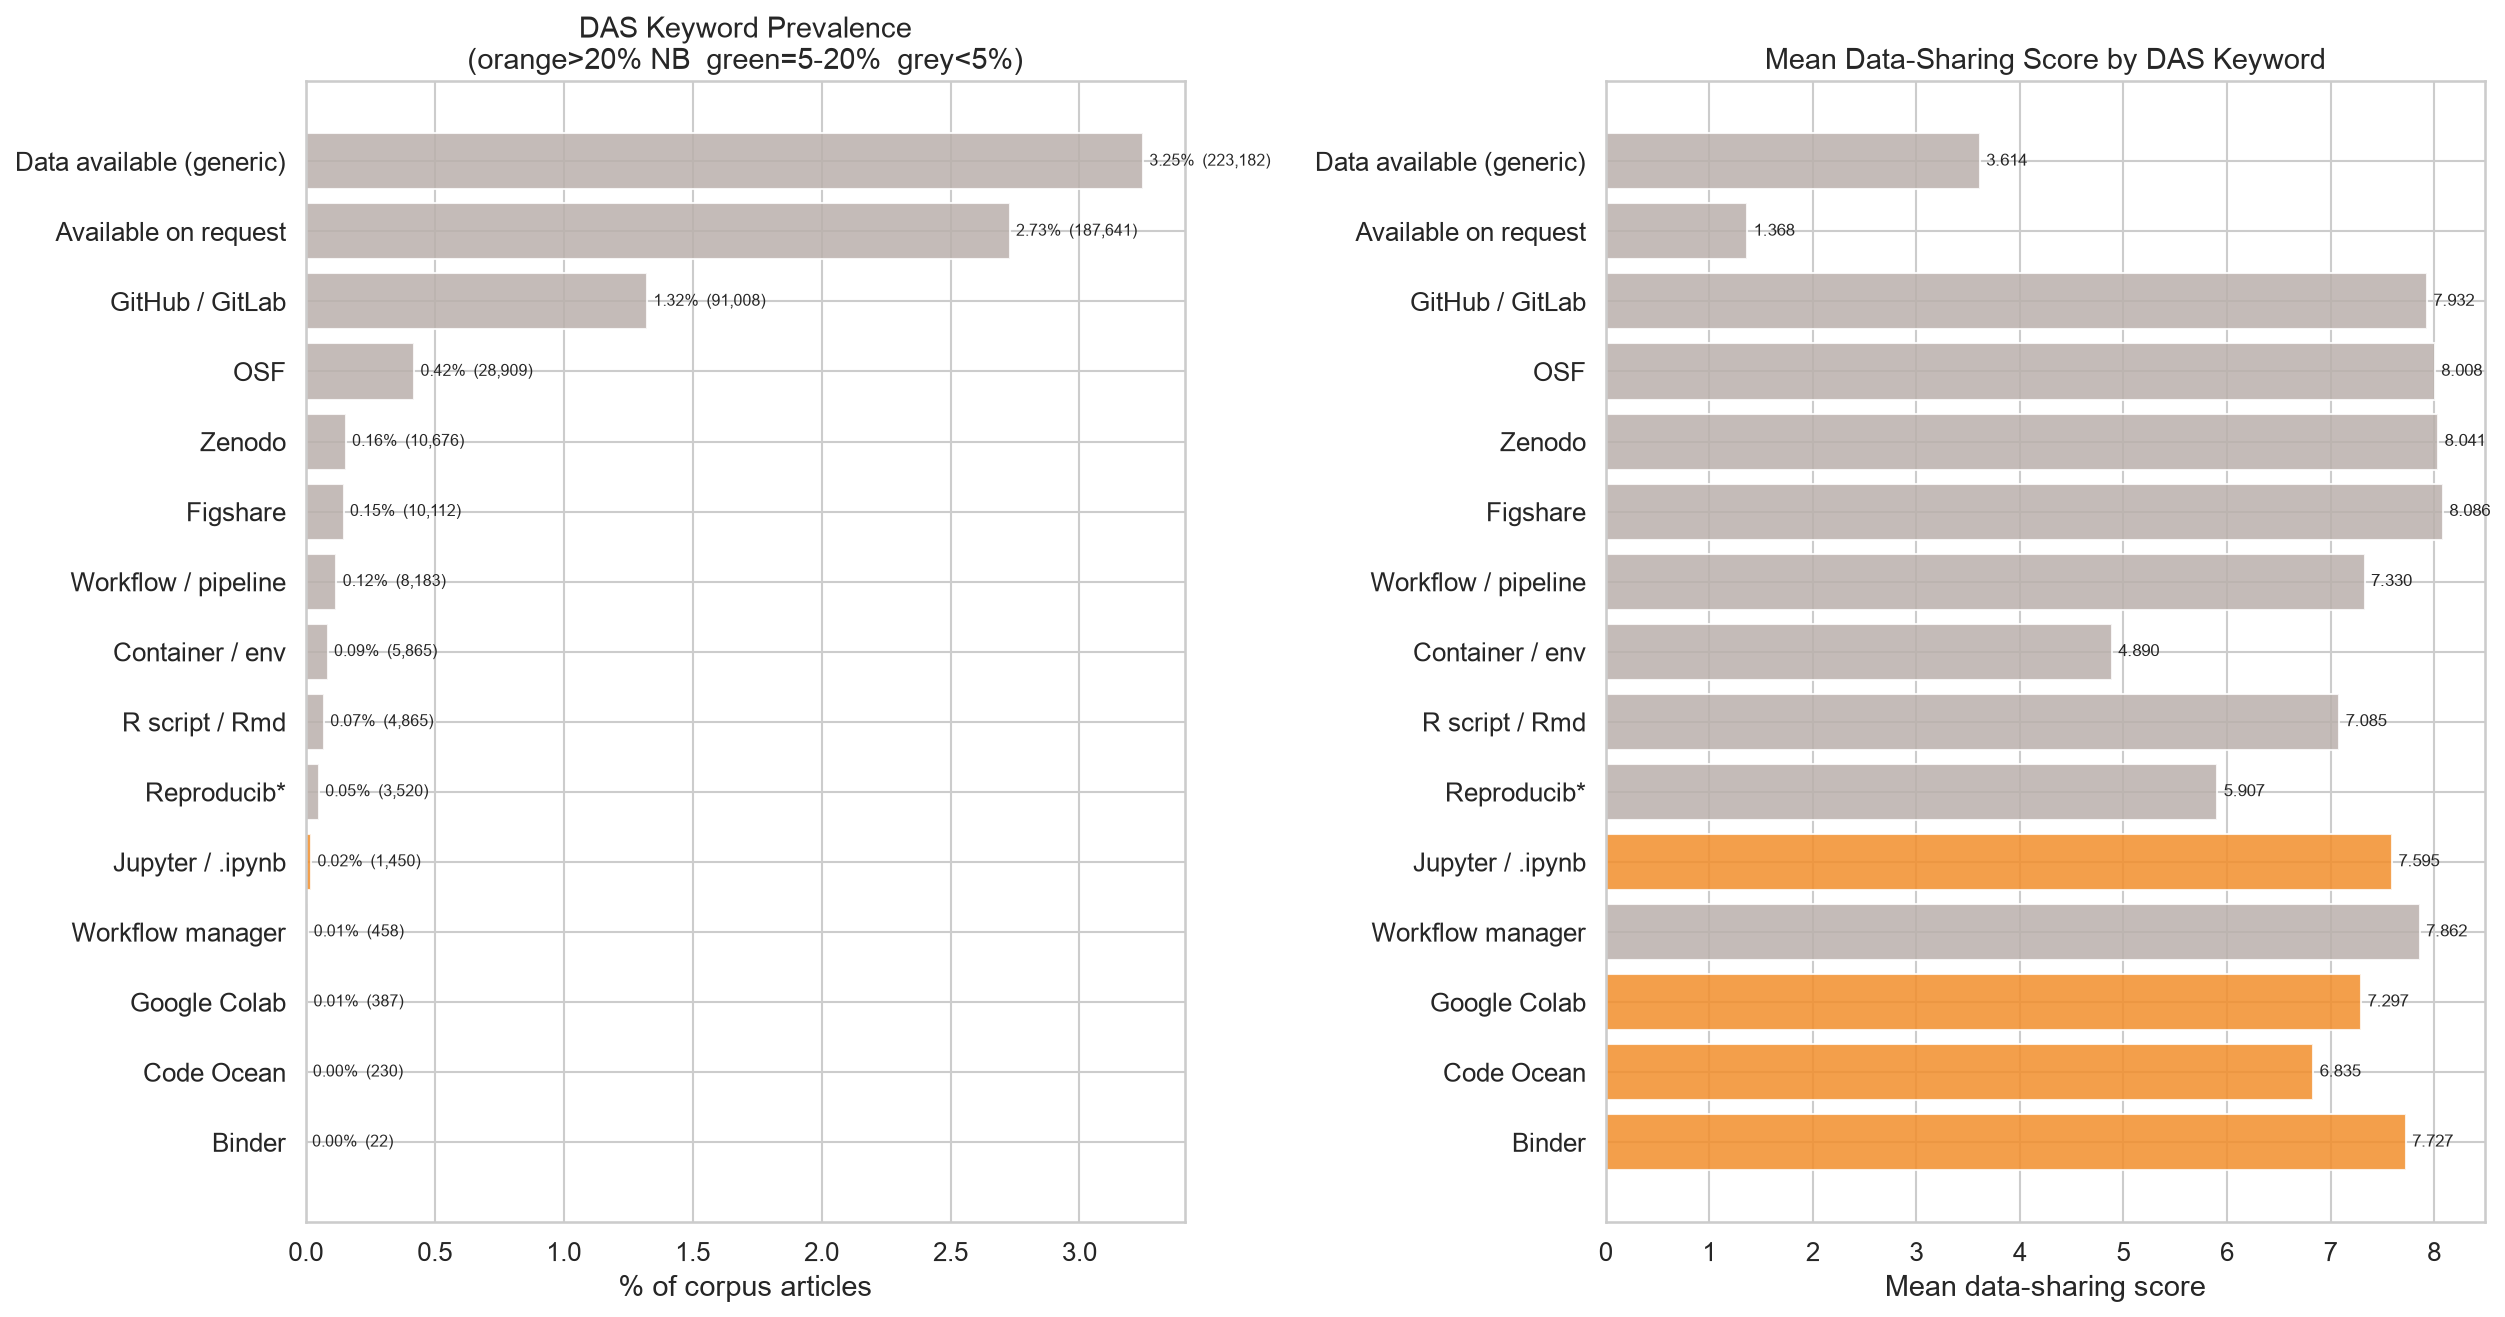 DAS Keyword Prevalence
(orange>20% NB  green=5-20%  grey<5%)
Data available (generic)
3.25% (223,182)
Available on request
2.73% (187,641)
GitHub / GitLab
1.32% (91,008)
OSF
0.42% (28,909)
Zenodo
0.16% (10,676)
Figshare
0.15% (10,112)
Workflow / pipeline
0.12% (8,183)
Container / env
0.09% (5,865)
R script / Rmd
0.07% (4,865)
Reproducib*
0.05% (3,520)
Jupyter / .ipynb
0.02% (1,450)
Workflow manager
0.01% (458)
Google Colab
0.01% (387)
Code Ocean
0.00% (230)
Binder
0.00% (22)
0.0 0.5 1.0 1.5 2.0 2.5 3.0
% of corpus articles
Mean Data-Sharing Score by DAS Keyword
Data available (generic)
3.614
Available on request
1.368
GitHub / GitLab
7.932
OSF
8.008
Zenodo
8.041
Figshare
8.086
Workflow / pipeline
7.330
Container / env
4.890
R script / Rmd
7.085
Reproducib*
5.907
Jupyter / .ipynb
7.595
Workflow manager
7.862
Google Colab
7.297
Code Ocean
6.835
Binder
7.727
0 1 2 3 4 5 6 7 8
Mean data-sharing score